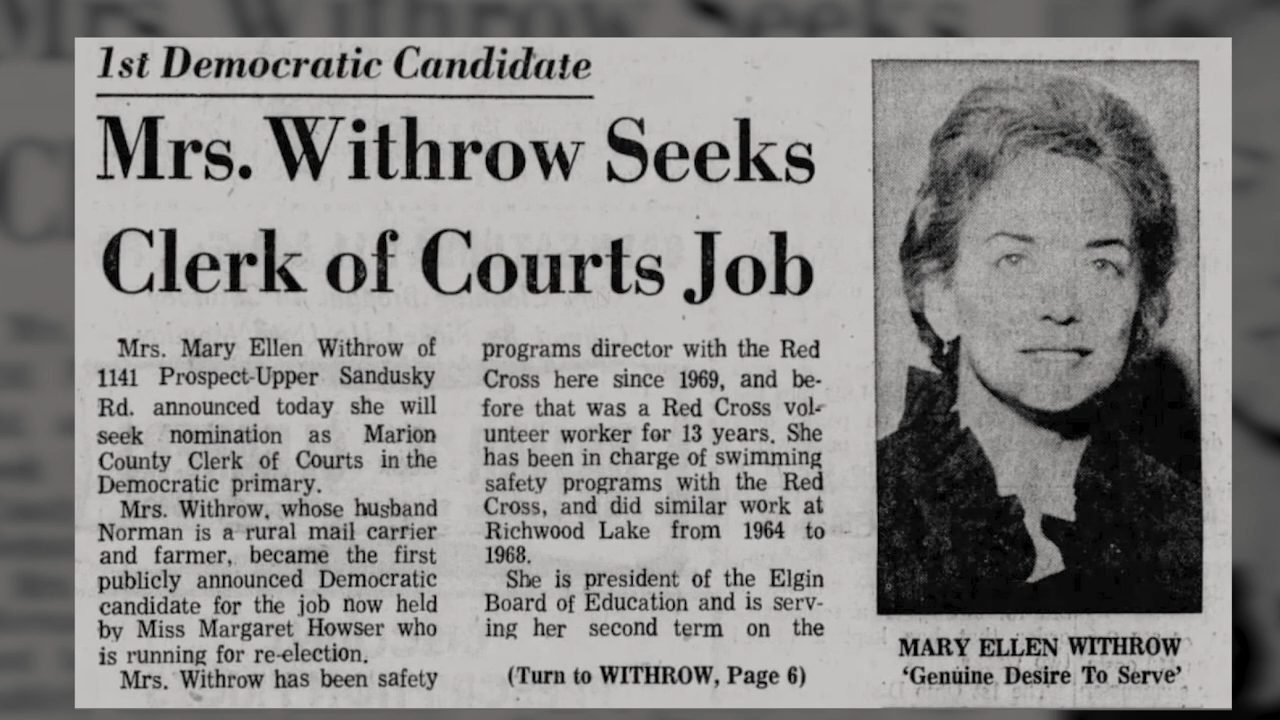 1st Democratic Candidate
Mrs. Withrow Seeks
Clerk of Courts Job
Mrs. Mary Ellen Withrow of
1141 Prospect-Upper Sandusky
Rd. announced today she will
seek nomination as Marion
County Clerk of Courts in the
Democratic primary.
Mrs. Withrow, whose husband
Norman is a rural mail carrier
and farmer, became the first
publicly announced Democratic
candidate for the job now held
by Miss Margaret Howser who
is running for re-election.
Mrs. Withrow has been safety
programs director with the Red
Cross here since 1969, and be-
fore that was a Red Cross vol-
unteer worker for 13 years. She
has been in charge of swimming
safety programs with the Red
Cross, and did similar work at
Richwood Lake from 1964 to
1968.
She is president of the Elgin
Board of Education and is serv-
ing her second term on the
(Turn to WITHROW, Page 6)
MARY ELLEN WITHROW
'Genuine Desire To Serve'